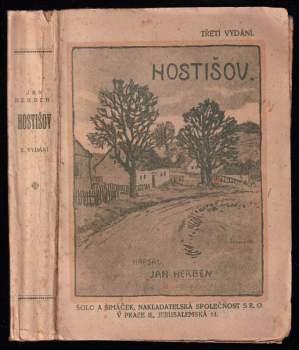 JAN
HERBEN
HOSTIŠOV
3. VYDÁNÍ
TŘETÍ VYDÁNÍ.
HOSTIŠOV.
NAPSAL
JAN HERBEN
ŠOLC A ŠIMÁČEK, NAKLADATELSKÁ SPOLEČNOST S R. O.
V PRAZE II., JERUSALEMSKÁ 11.